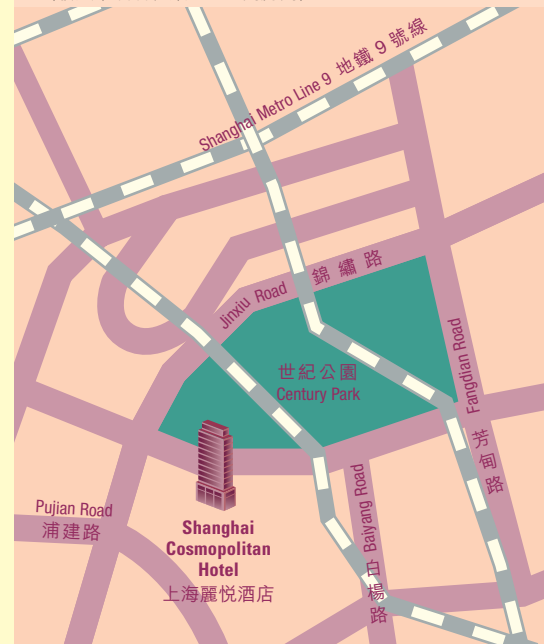 Shanghai Metro Line 9 地鐵 9 號線
Jinxiu Road 錦繡路
世紀公園
Century Park
Fangdian Road 芳甸路
Baiyang Road 白楊路
Pujian Road
浦建路
Shanghai
Cosmopolitan
Hotel
上海麗悦酒店